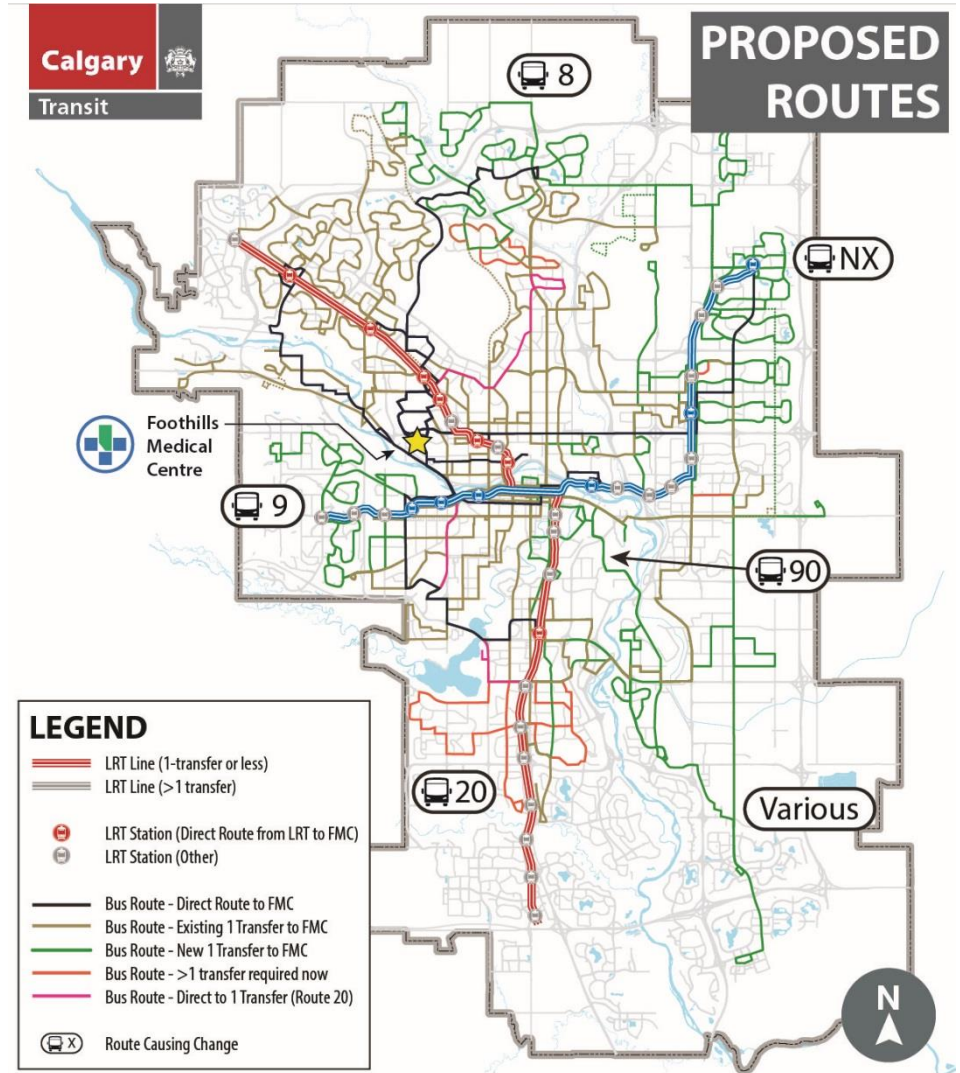 Calgary
Transit
PROPOSED
ROUTES
8
NX
Foothills
Medical
Centre
9
90
20
Various
LEGEND
LRT Line (1-transfer or less)
LRT Line (>1 transfer)
LRT Station (Direct Route from LRT to FMC)
LRT Station (Other)
Bus Route - Direct Route to FMC
Bus Route - Existing 1 Transfer to FMC
Bus Route - New 1 Transfer to FMC
Bus Route - >1 transfer required now
Bus Route - Direct to 1 Transfer (Route 20)
X Route Causing Change
N